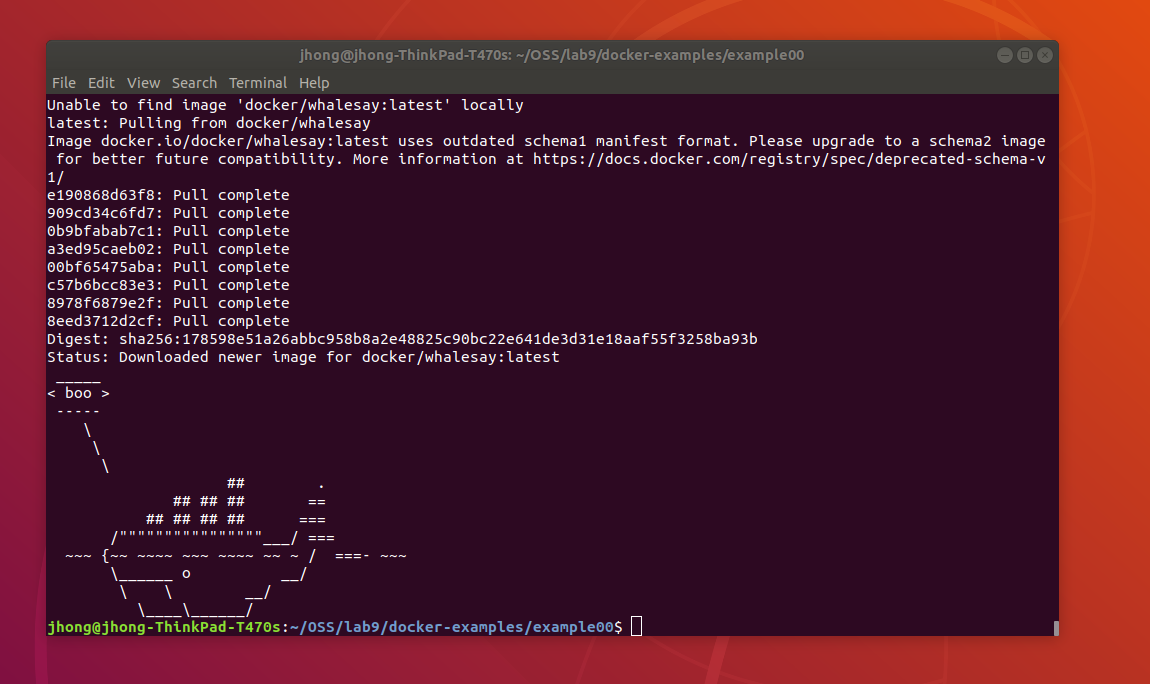 jhong@jhong-ThinkPad-T470s: ~/OSS/lab9/docker-examples/example00
File Edit View Search Terminal Help
Unable to find image 'docker/whalesay:latest' locally
latest: Pulling from docker/whalesay
Image docker.io/docker/whalesay:latest uses outdated schema1 manifest format. Please upgrade to a schema2 image
 for better future compatibility. More information at https://docs.docker.com/registry/spec/deprecated-schema-v
1/
e190868d63f8: Pull complete
909cd34c6fd7: Pull complete
0b9bfabab7c1: Pull complete
a3ed95caeb02: Pull complete
00bf65475aba: Pull complete
c57b6bcc83e3: Pull complete
8978f6879e2f: Pull complete
8eed3712d2cf: Pull complete
Digest: sha256:178598e51a26abbc958b8a2e48825c90bc22e641de3d31e18aaf55f3258ba93b
Status: Downloaded newer image for docker/whalesay:latest
 _____
< boo >
 -----
    \
     \
      \
                    ##        .
              ## ## ##       ==
           ## ## ## ##      ===
       /""""""""""""""""___/ ===
  ~~~ {~~ ~~~~ ~~~ ~~~~ ~~ ~ /  ===- ~~~
       \______ o          __/
        \    \        __/
          \____\______/
jhong@jhong-ThinkPad-T470s:~/OSS/lab9/docker-examples/example00$